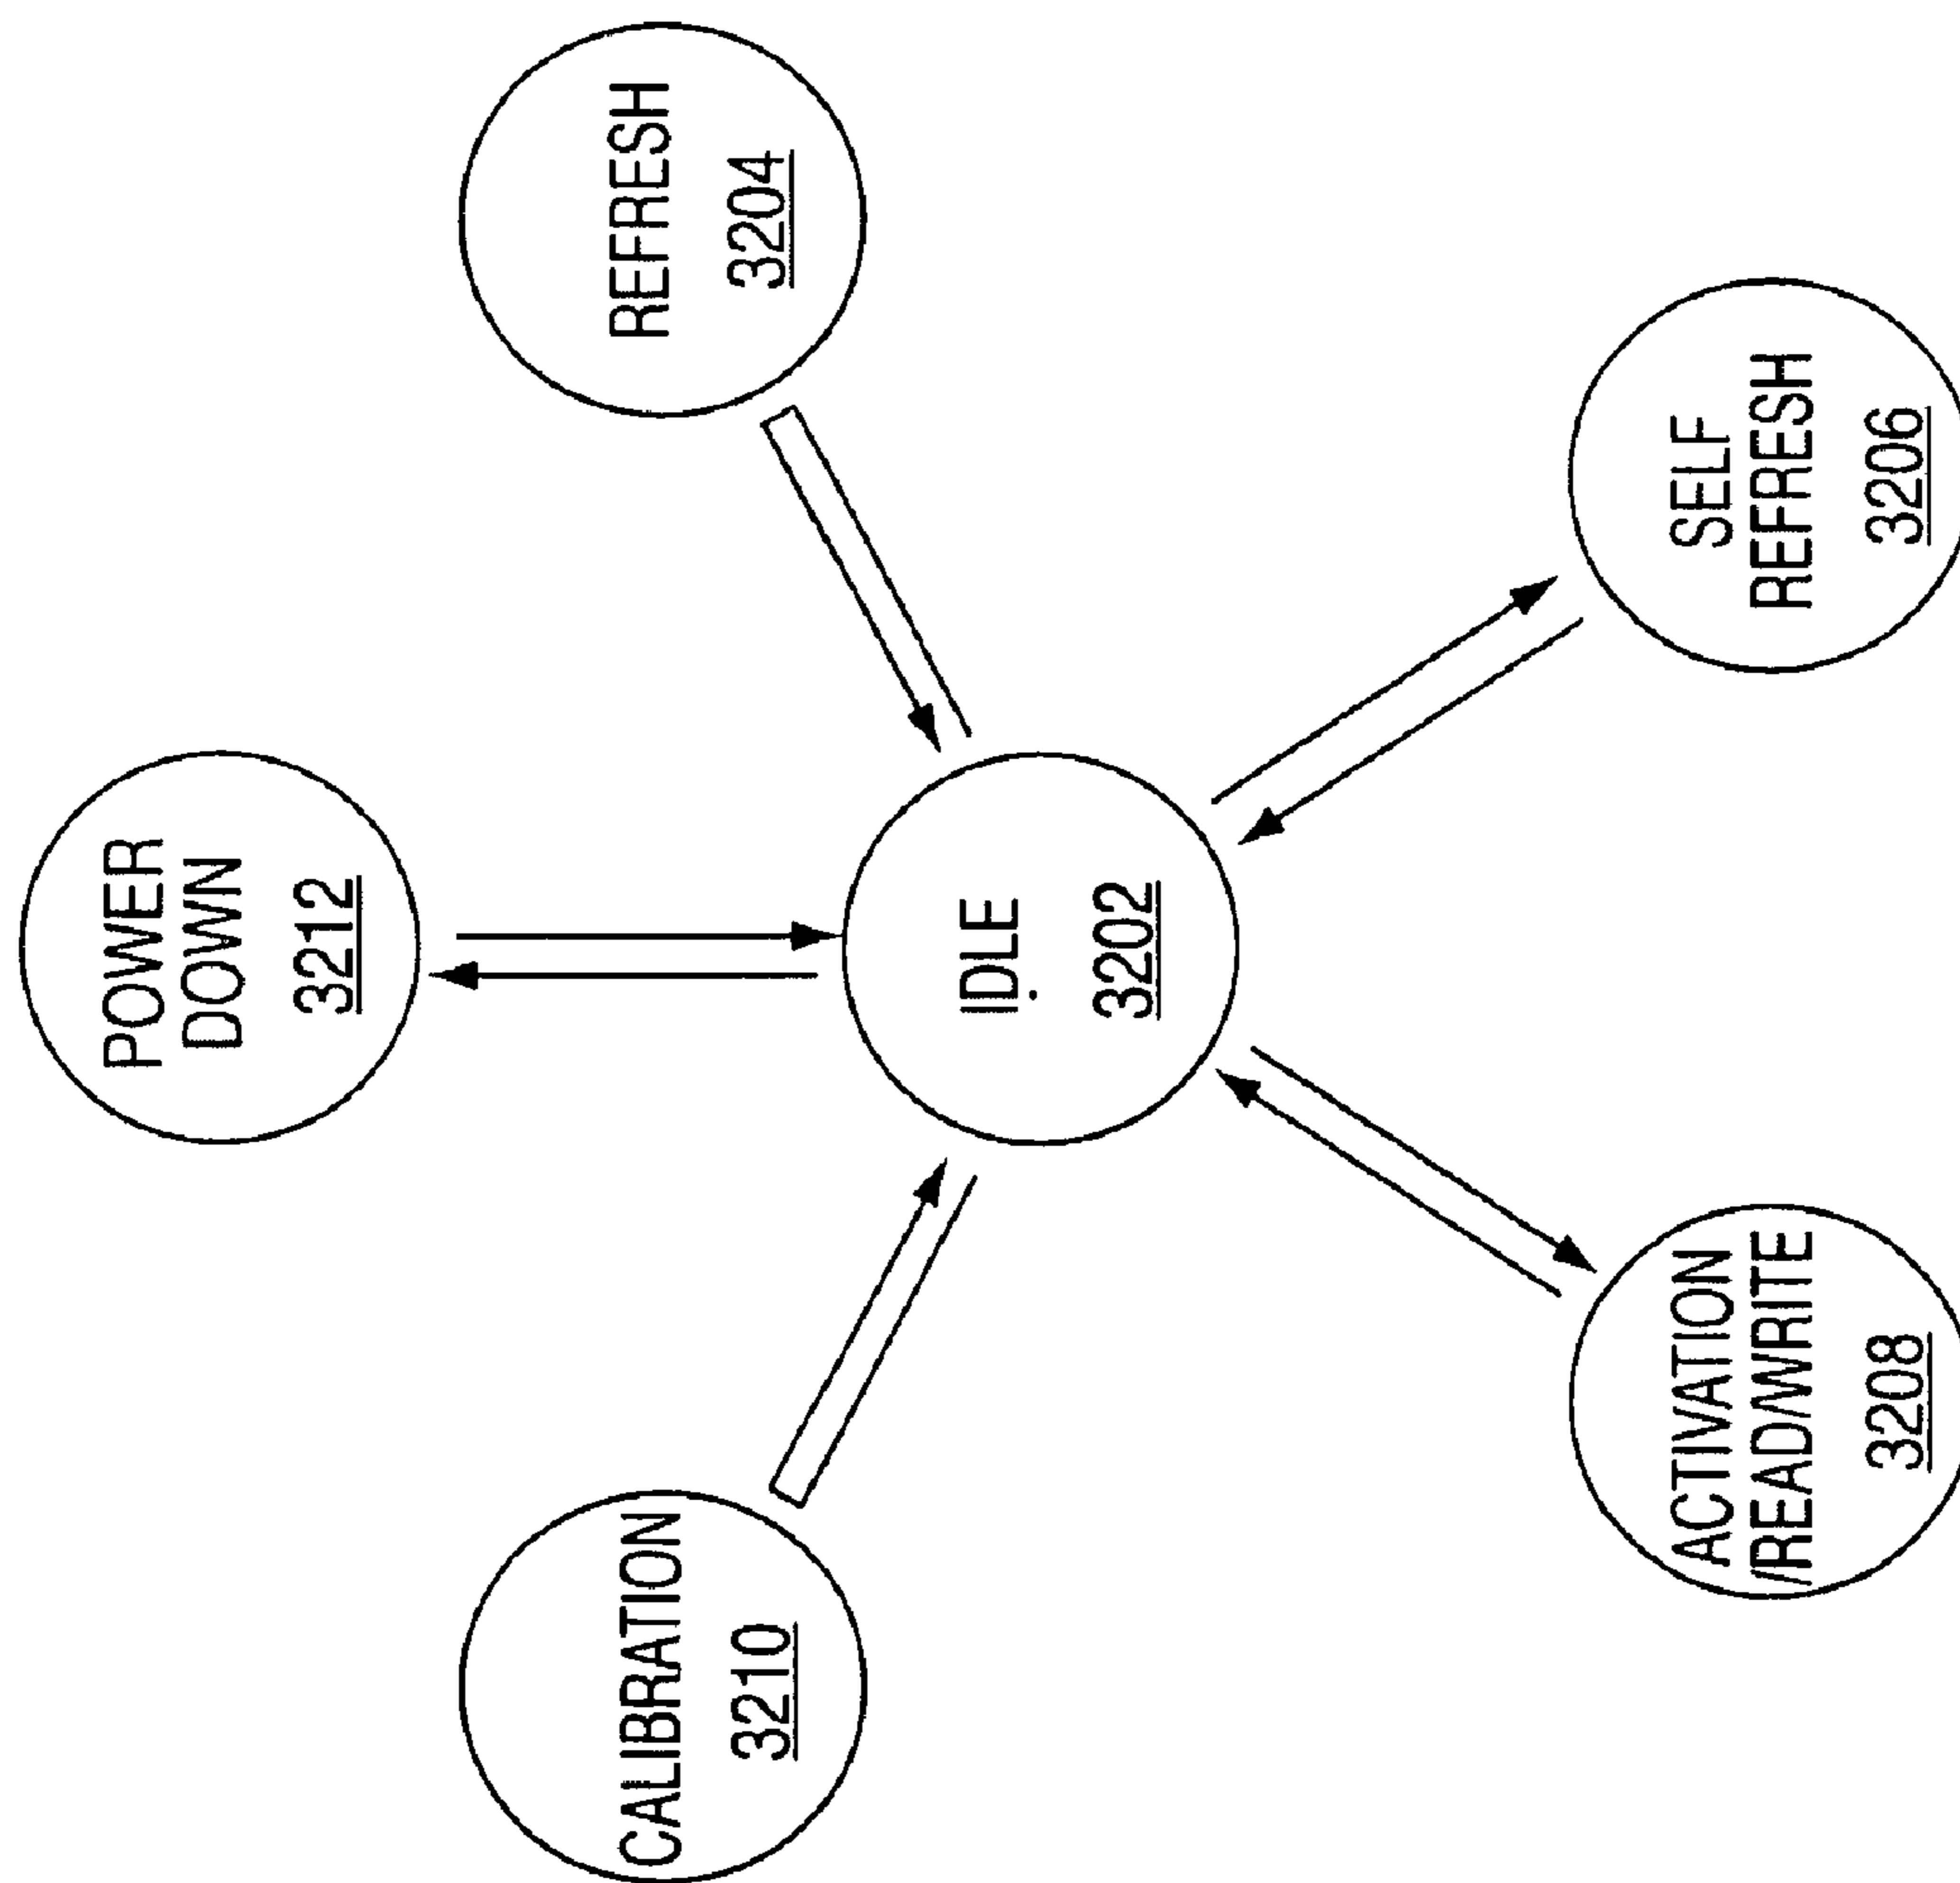 POWER
DOWN
3212
REFRESH
3204
IDLE
3202
CALIBRATION
3210
SELF
REFRESH
3206
ACTIVATION
/READ/WRITE
3208